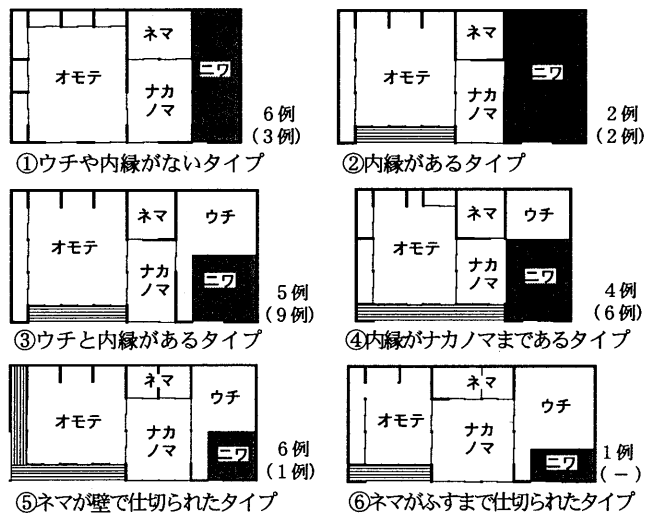 ネマ
オモテ
ニワ
ナカ
ノマ
6例
(3例)
①ウチや内縁がないタイプ
ネマ
オモテ
ニワ
ナカ
ノマ
2例
(2例)
②内縁があるタイプ
ネマ
ウチ
オモテ
ナカ
ノマ
ニワ
5例
(9例)
③ウチと内縁があるタイプ
ネマ
ウチ
オモテ
ナカ
ノマ
ニワ
4例
(6例)
④内縁がナカノマまであるタイプ
ネマ
ウチ
オモテ
ナカ
ノマ
ニワ
6例
(1例)
⑤ネマが壁で仕切られたタイプ
ネマ
ウチ
オモテ
ナカ
ノマ
ニワ
1例
(－)
⑥ネマがふすまで仕切られたタイプ